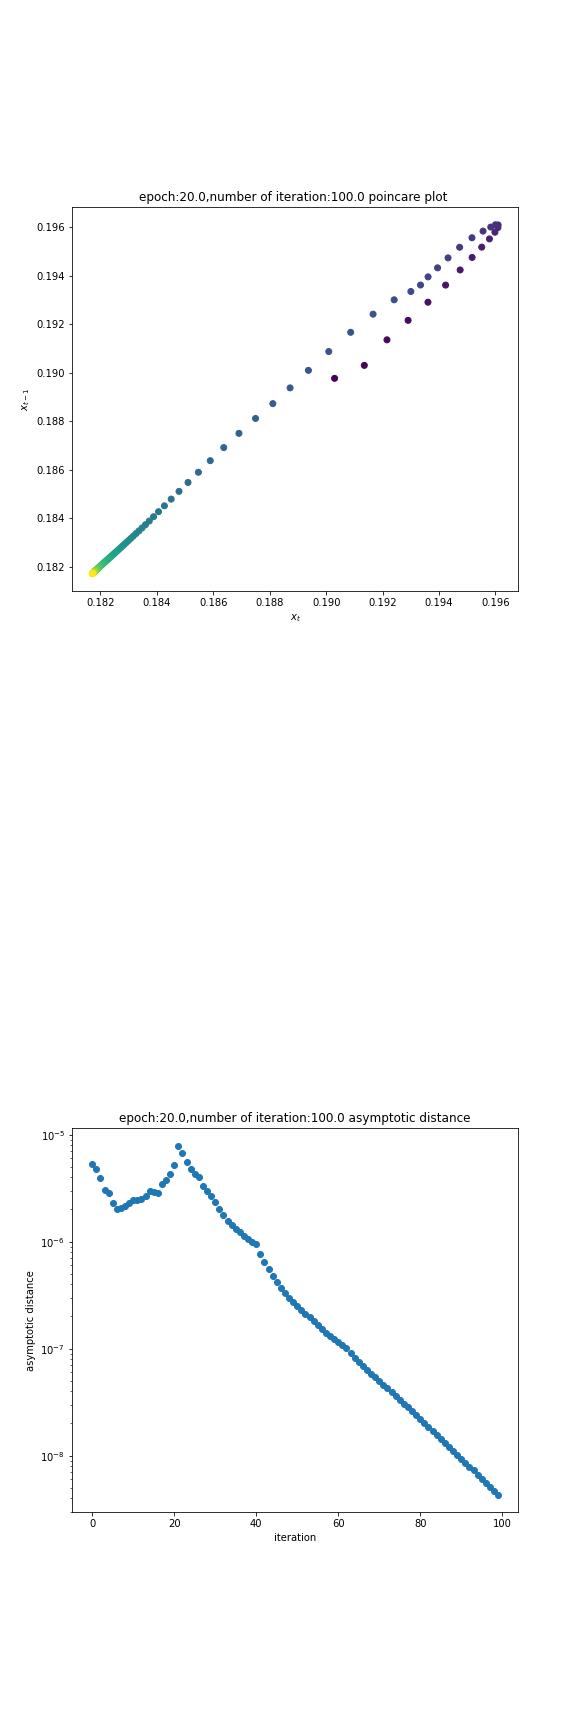 epoch:20.0,number of iteration:100.0 poincare plot
0.196
0.194
0.192
0.190
0.188
0.186
0.184
0.182
x_{t-1}
0.182 0.184 0.186 0.188 0.190 0.192 0.194 0.196
x_t
epoch:20.0,number of iteration:100.0 asymptotic distance
10^{-5}
10^{-6}
10^{-7}
10^{-8}
asymptotic distance
0 20 40 60 80 100
iteration